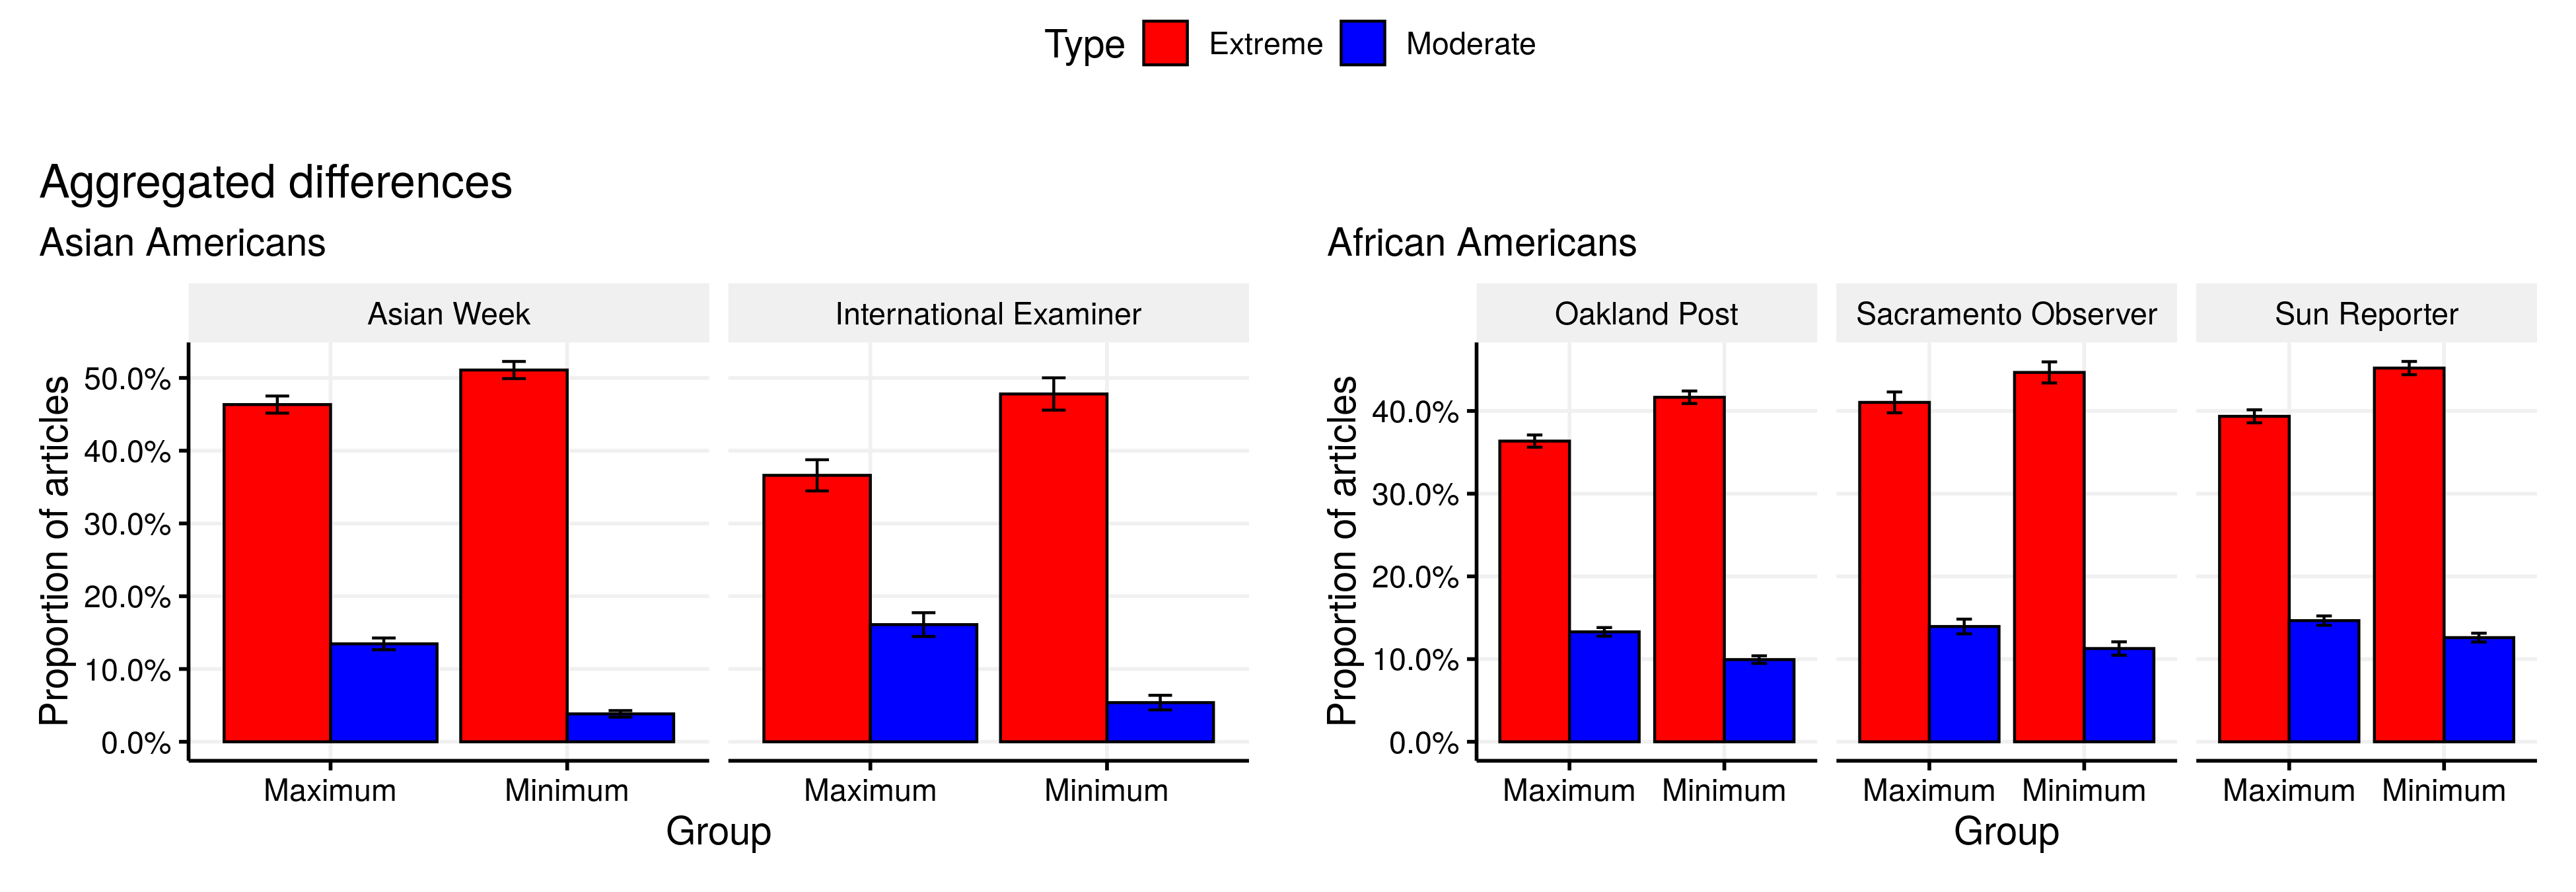 Type Extreme Moderate
Aggregated differences
Asian Americans
Asian Week International Examiner
Proportion of articles
50.0%
40.0%
30.0%
20.0%
10.0%
0.0%
Maximum Minimum Maximum Minimum
Group
African Americans
Oakland Post Sacramento Observer Sun Reporter
Proportion of articles
40.0%
30.0%
20.0%
10.0%
0.0%
Maximum Minimum Maximum Minimum Maximum Minimum
Group